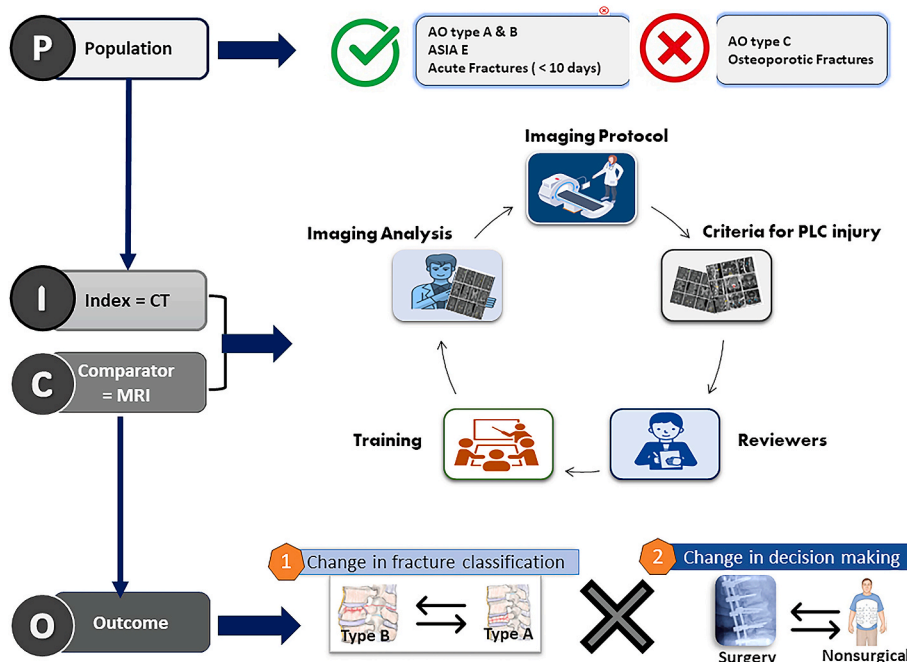 P
Population
AO type A & B
ASIA E
Acute Fractures ( < 10 days)
AO type C
Osteoporotic Fractures
Imaging Protocol
Imaging Analysis
Criteria for PLC injury
I
Index = CT
C
Comparator
= MRI
Training
Reviewers
1
Change in fracture classification
2
Change in decision making
O
Outcome
Type B
Type A
Surgery
Nonsurgical